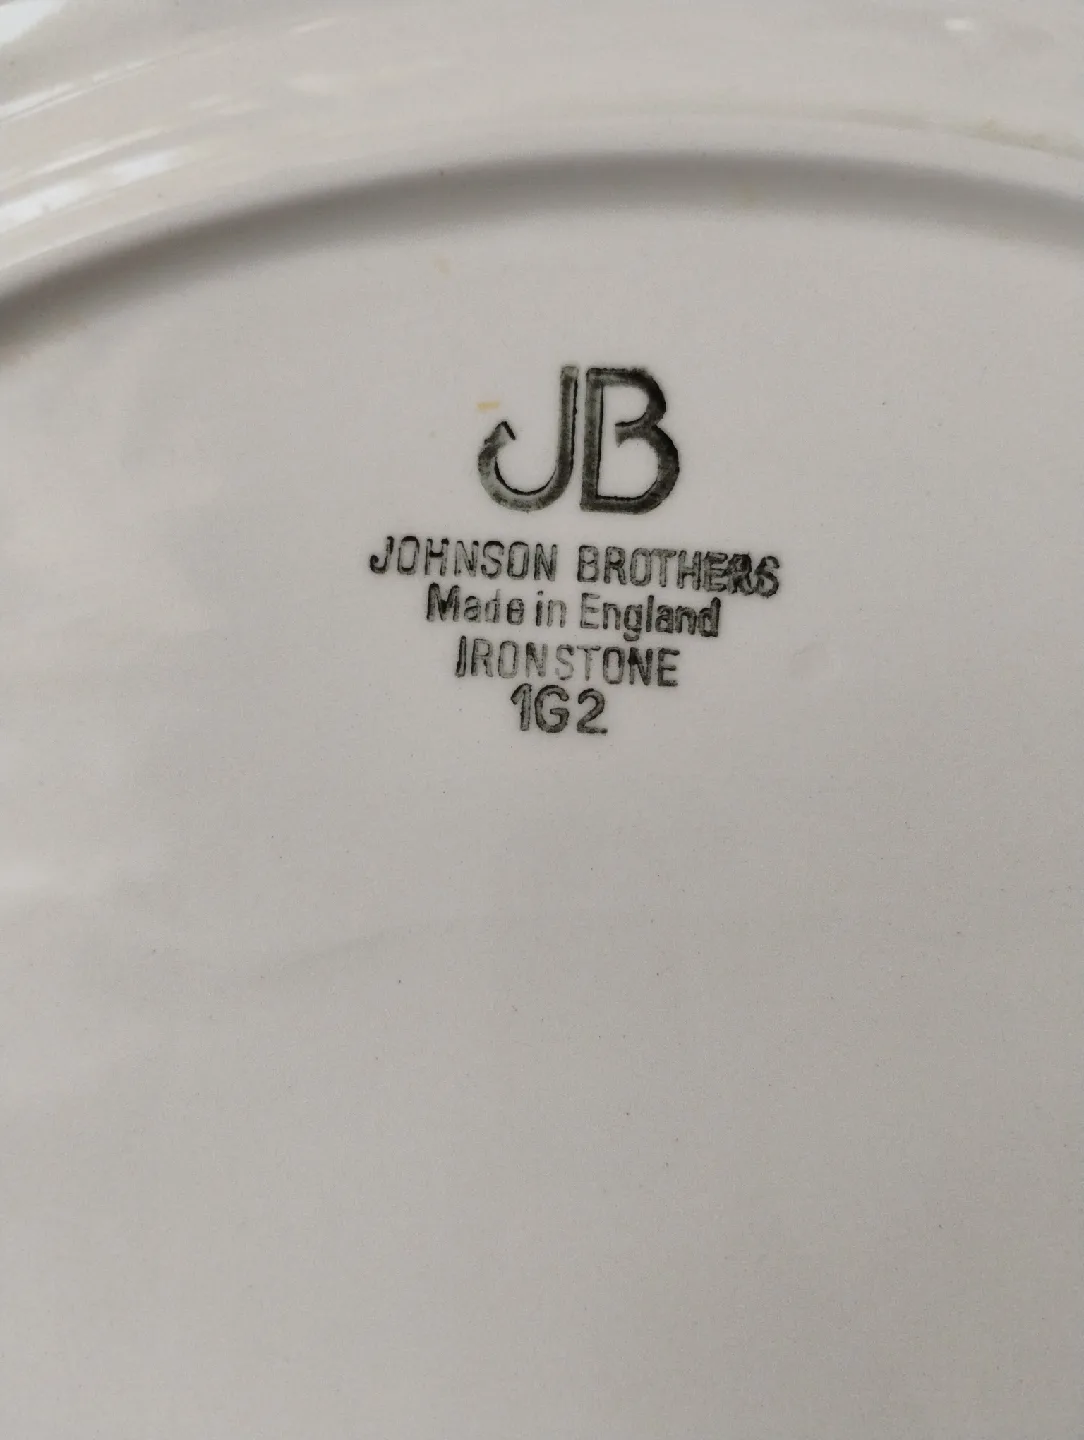 JB
JOHNSON BROTHERS
Made in England
IRONSTONE
1G2